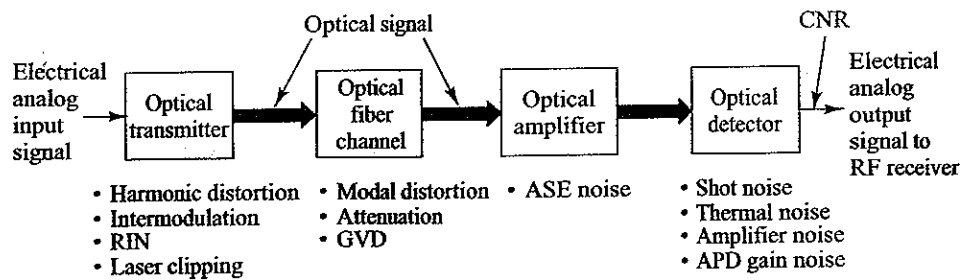 Optical signal
CNR
Electrical
analog
input
signal
Optical
transmitter
Optical
fiber
channel
Optical
amplifier
Optical
detector
Electrical
analog
output
signal to
RF receiver
• Harmonic distortion
• Intermodulation
• RIN
• Laser clipping
• Modal distortion
• Attenuation
• GVD
• ASE noise
• Shot noise
• Thermal noise
• Amplifier noise
• APD gain noise